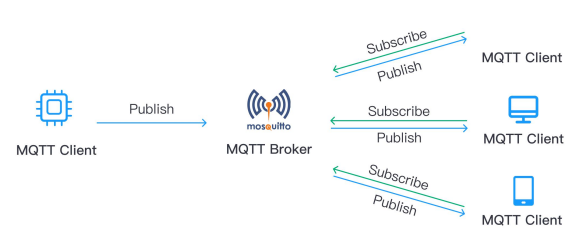 Subscribe
Publish
MQTT Client
Publish
mosquitto
Subscribe
Publish
MQTT Client
MQTT Broker
MQTT Client
Subscribe
Publish
MQTT Client